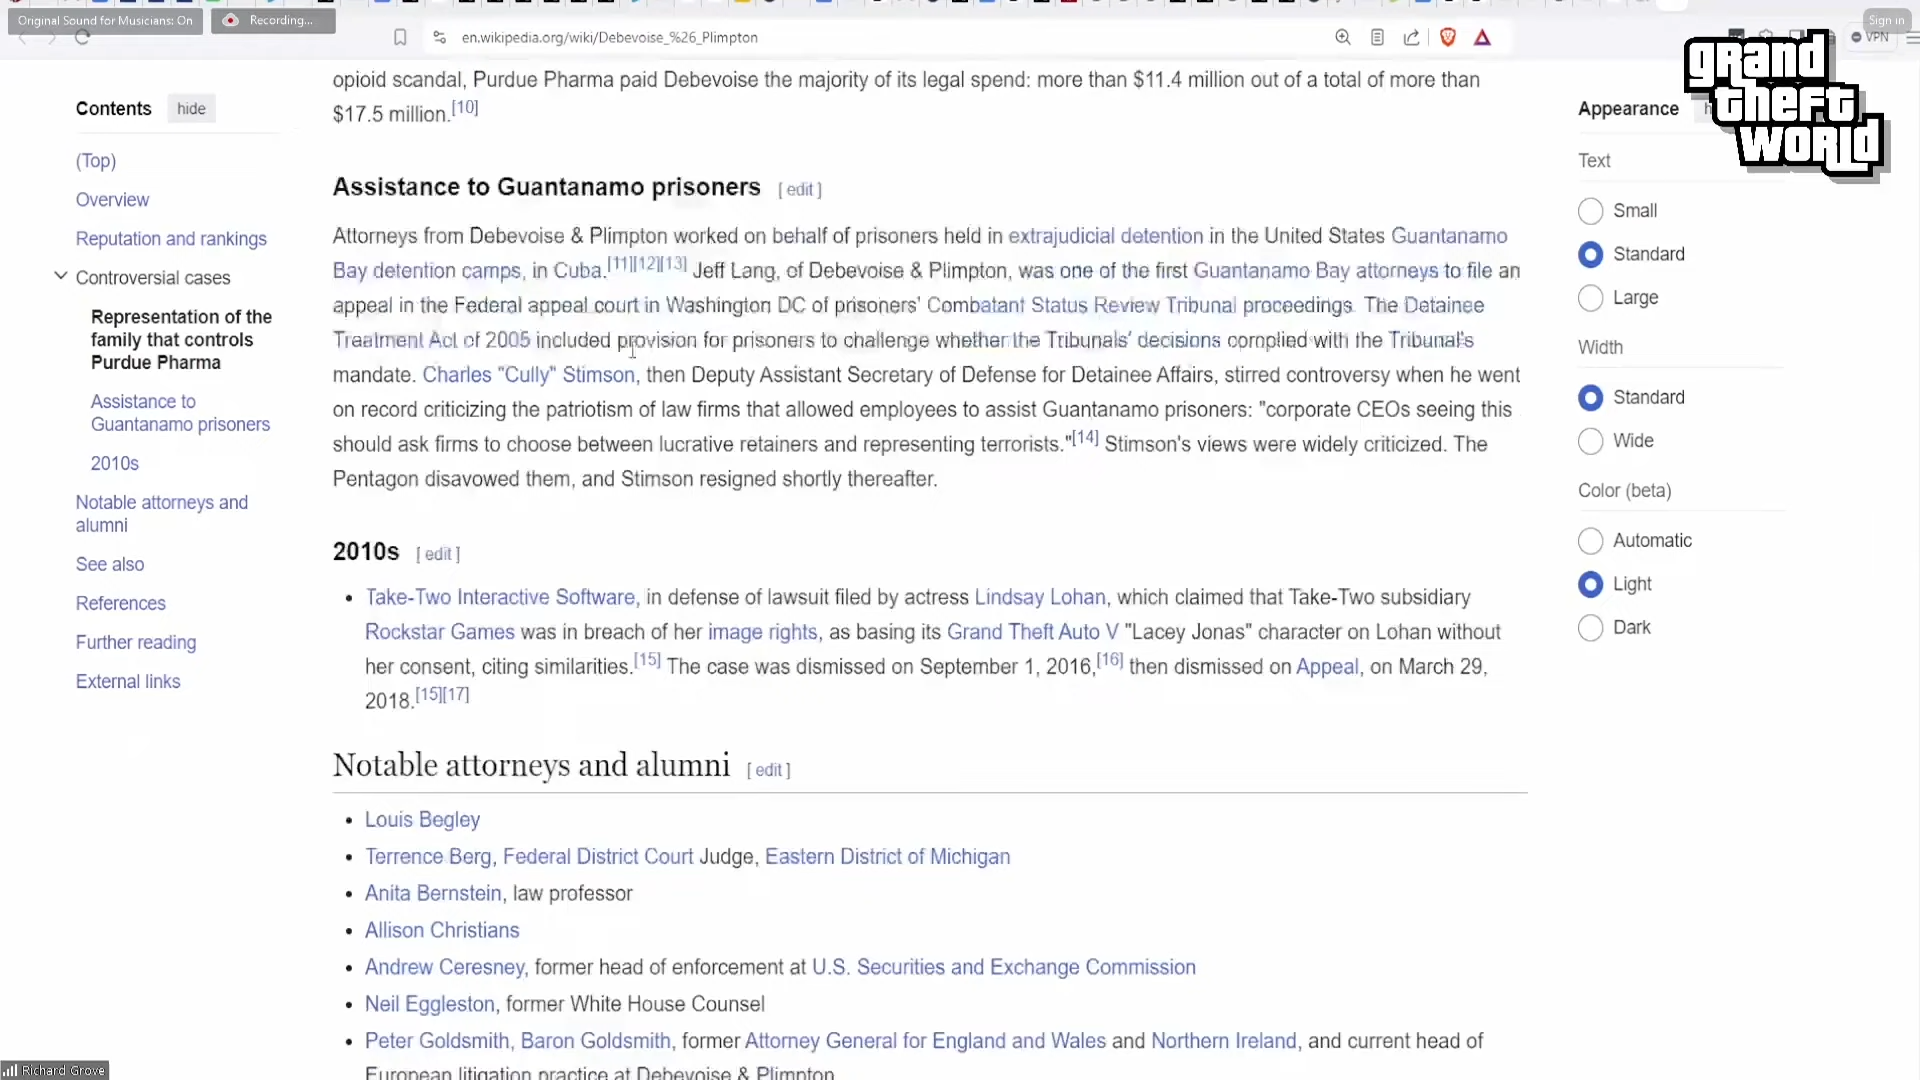 Original Sound for Musicians: On
Recording...
Sign in
en.wikipedia.org/wiki/Debevoise_%26_Plimpton
VPN
grand
theft
world
Contents hide
(Top)
Overview
Reputation and rankings
Controversial cases
Representation of the
family that controls
Purdue Pharma
Assistance to
Guantanamo prisoners
2010s
Notable attorneys and
alumni
See also
References
Further reading
External links
opioid scandal, Purdue Pharma paid Debevoise the majority of its legal spend: more than $11.4 million out of a total of more than
$17.5 million.[10]
Assistance to Guantanamo prisoners [ edit ]
Attorneys from Debevoise & Plimpton worked on behalf of prisoners held in extrajudicial detention in the United States Guantanamo
Bay detention camps, in Cuba.[11][12][13] Jeff Lang, of Debevoise & Plimpton, was one of the first Guantanamo Bay attorneys to file an
appeal in the Federal appeal court in Washington DC of prisoners' Combatant Status Review Tribunal proceedings. The Detainee
Treatment Act of 2005 included provision for prisoners to challenge whether the Tribunals' decisions complied with the Tribunal's
mandate. Charles "Cully" Stimson, then Deputy Assistant Secretary of Defense for Detainee Affairs, stirred controversy when he went
on record criticizing the patriotism of law firms that allowed employees to assist Guantanamo prisoners: "corporate CEOs seeing this
should ask firms to choose between lucrative retainers and representing terrorists."[14] Stimson's views were widely criticized. The
Pentagon disavowed them, and Stimson resigned shortly thereafter.
2010s [ edit ]
• Take-Two Interactive Software, in defense of lawsuit filed by actress Lindsay Lohan, which claimed that Take-Two subsidiary
Rockstar Games was in breach of her image rights, as basing its Grand Theft Auto V "Lacey Jonas" character on Lohan without
her consent, citing similarities.[15] The case was dismissed on September 1, 2016,[16] then dismissed on Appeal, on March 29,
2018.[15][17]
Notable attorneys and alumni [ edit ]
• Louis Begley
• Terrence Berg, Federal District Court Judge, Eastern District of Michigan
• Anita Bernstein, law professor
• Allison Christians
• Andrew Ceresney, former head of enforcement at U.S. Securities and Exchange Commission
• Neil Eggleston, former White House Counsel
• Peter Goldsmith, Baron Goldsmith, former Attorney General for England and Wales and Northern Ireland, and current head of
European litigation practice at Debevoise & Plimpton
Appearance
Text
Small
Standard
Large
Width
Standard
Wide
Color (beta)
Automatic
Light
Dark
Richard Grove